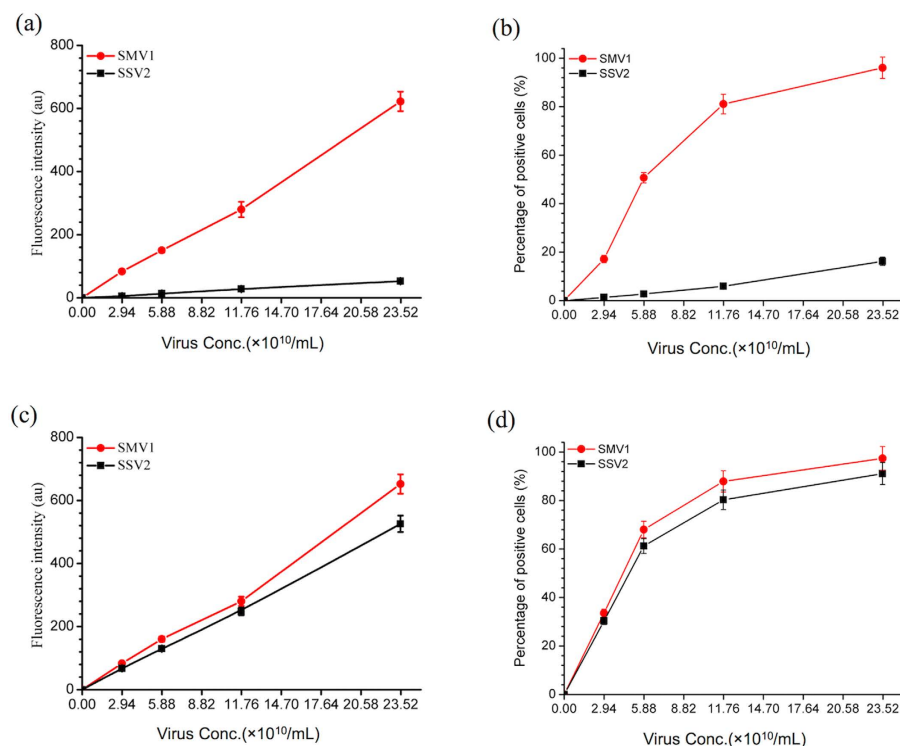 (a)
800
600
400
200
0
SMV1
SSV2
Fluorescence intensity (au)
0.00 2.94 5.88 8.82 11.76 14.70 17.64 20.58 23.52
Virus Conc.(×10¹⁰/mL)
(b)
100
80
60
40
20
0
SMV1
SSV2
Percentage of positive cells (%)
0.00 2.94 5.88 8.82 11.76 14.70 17.64 20.58 23.52
Virus Conc.(×10¹⁰/mL)
(c)
800
600
400
200
0
SMV1
SSV2
Fluorescence intensity (au)
0.00 2.94 5.88 8.82 11.76 14.70 17.64 20.58 23.52
Virus Conc.(×10¹⁰/mL)
(d)
100
80
60
40
20
0
SMV1
SSV2
Percentage of positive cells (%)
0.00 2.94 5.88 8.82 11.76 14.70 17.64 20.58 23.52
Virus Conc.(×10¹⁰/mL)